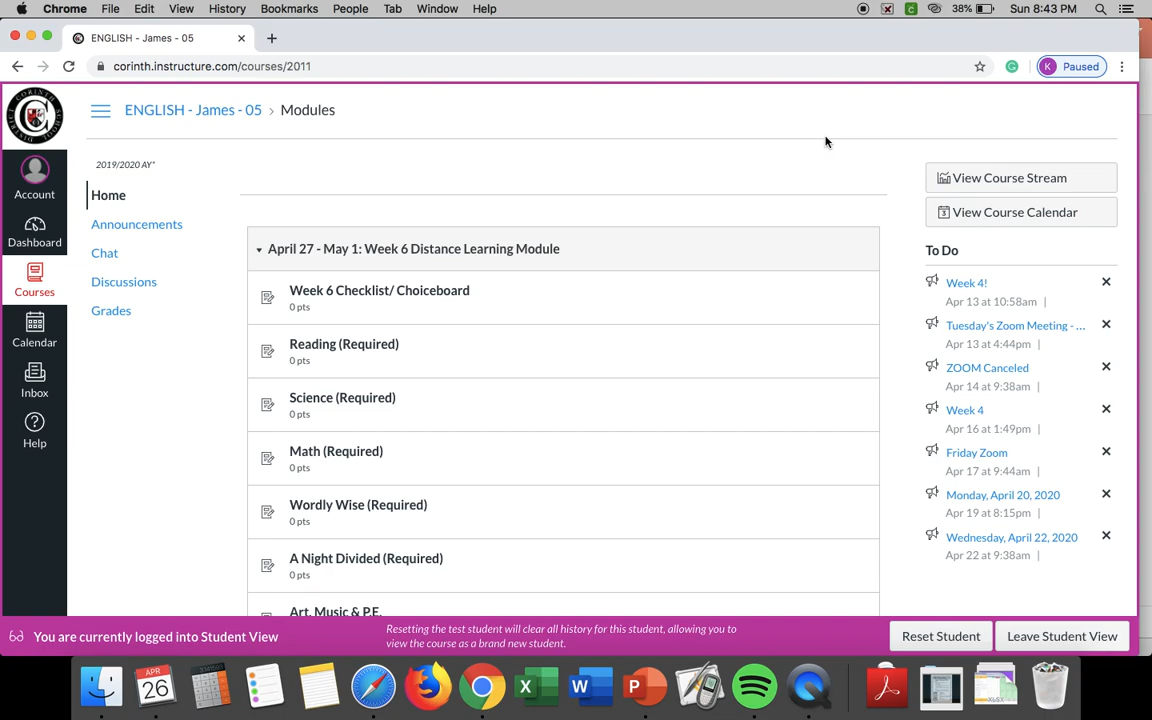 Chrome File Edit View History Bookmarks People Tab Window Help 38% Sun 8:43 PM
ENGLISH - James - 05
corinth.instructure.com/courses/2011 K Paused
ENGLISH - James - 05 › Modules
2019/2020 AY*
Account
Dashboard
Courses
Calendar
Inbox
Help
Home
Announcements
Chat
Discussions
Grades
April 27 - May 1: Week 6 Distance Learning Module
Week 6 Checklist/ Choiceboard
0 pts
Reading (Required)
0 pts
Science (Required)
0 pts
Math (Required)
0 pts
Wordly Wise (Required)
0 pts
A Night Divided (Required)
0 pts
Art, Music & P.E.
View Course Stream
View Course Calendar
To Do
Week 4!
Apr 13 at 10:58am |
Tuesday's Zoom Meeting - ...
Apr 13 at 4:44pm |
ZOOM Canceled
Apr 14 at 9:38am |
Week 4
Apr 16 at 1:49pm |
Friday Zoom
Apr 17 at 9:44am |
Monday, April 20, 2020
Apr 19 at 8:15pm |
Wednesday, April 22, 2020
Apr 22 at 9:38am |
You are currently logged into Student View
Resetting the test student will clear all history for this student, allowing you to
view the course as a brand new student.
Reset Student
Leave Student View
APR
26
X
W
P
XLSX